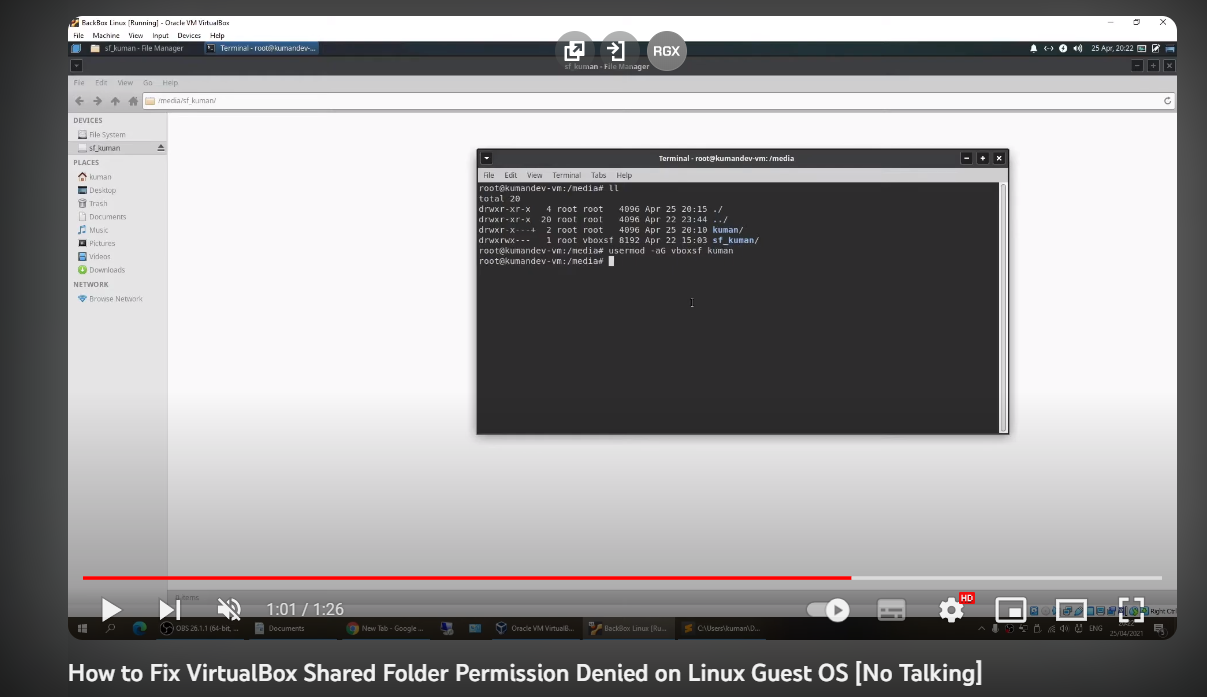 BackBox Linux [Running] - Oracle VM VirtualBox
File Machine View Input Devices Help
sf_kuman - File Manager Terminal - root@kumandev-... 25 Apr, 20:22
RGX
sf_kuman - File Manager
File Edit View Go Help
/media/sf_kuman/
DEVICES
File System
sf_kuman
PLACES
kuman
Desktop
Trash
Documents
Music
Pictures
Videos
Downloads
NETWORK
Browse Network
Terminal - root@kumandev-vm: /media
File Edit View Terminal Tabs Help
root@kumandev-vm:/media# ll
total 20
drwxr-xr-x 4 root root 4096 Apr 25 20:15 ./
drwxr-xr-x 20 root root 4096 Apr 22 23:44 ../
drwxr-x---+ 2 root root 4096 Apr 25 20:10 kuman/
drwxrwx--- 1 root vboxsf 8192 Apr 22 15:03 sf_kuman/
root@kumandev-vm:/media# usermod -aG vboxsf kuman
root@kumandev-vm:/media#
items
1:01 / 1:26
HD
Right Ctrl
OBS 26.1.1 (64-bit, ... Documents New Tab - Google ... Oracle VM VirtualB... BackBox Linux [Ru... C:\Users\kuman\D... ENG
25/04/2021
How to Fix VirtualBox Shared Folder Permission Denied on Linux Guest OS [No Talking]